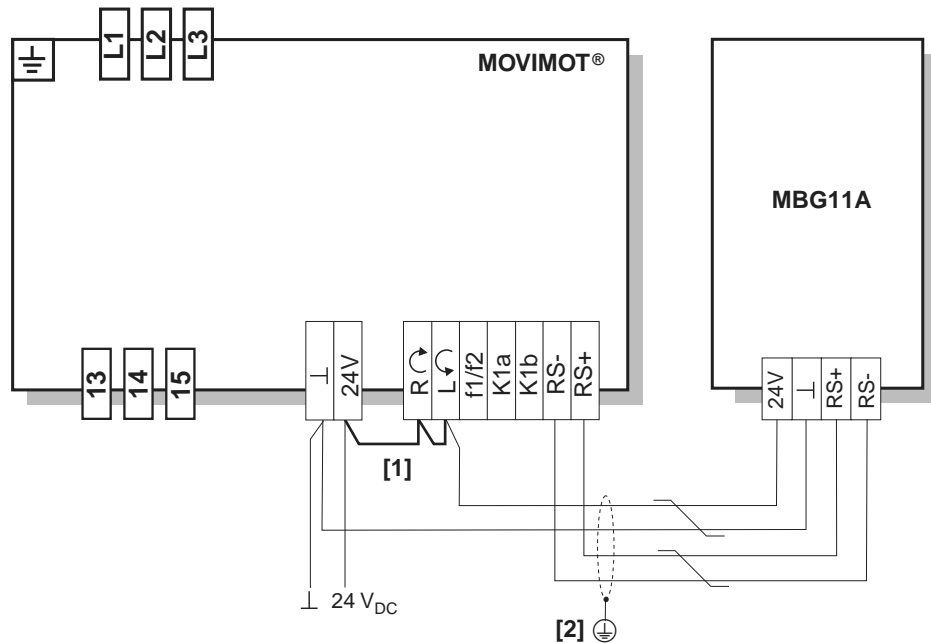 L1
L2
L3
MOVIMOT®
MBG11A
13
14
15
⊥
24V
R
L
f1/f2
K1a
K1b
RS-
RS+
24V
⊥
RS+
RS-
[1]
⊥ 24 VDC
[2]